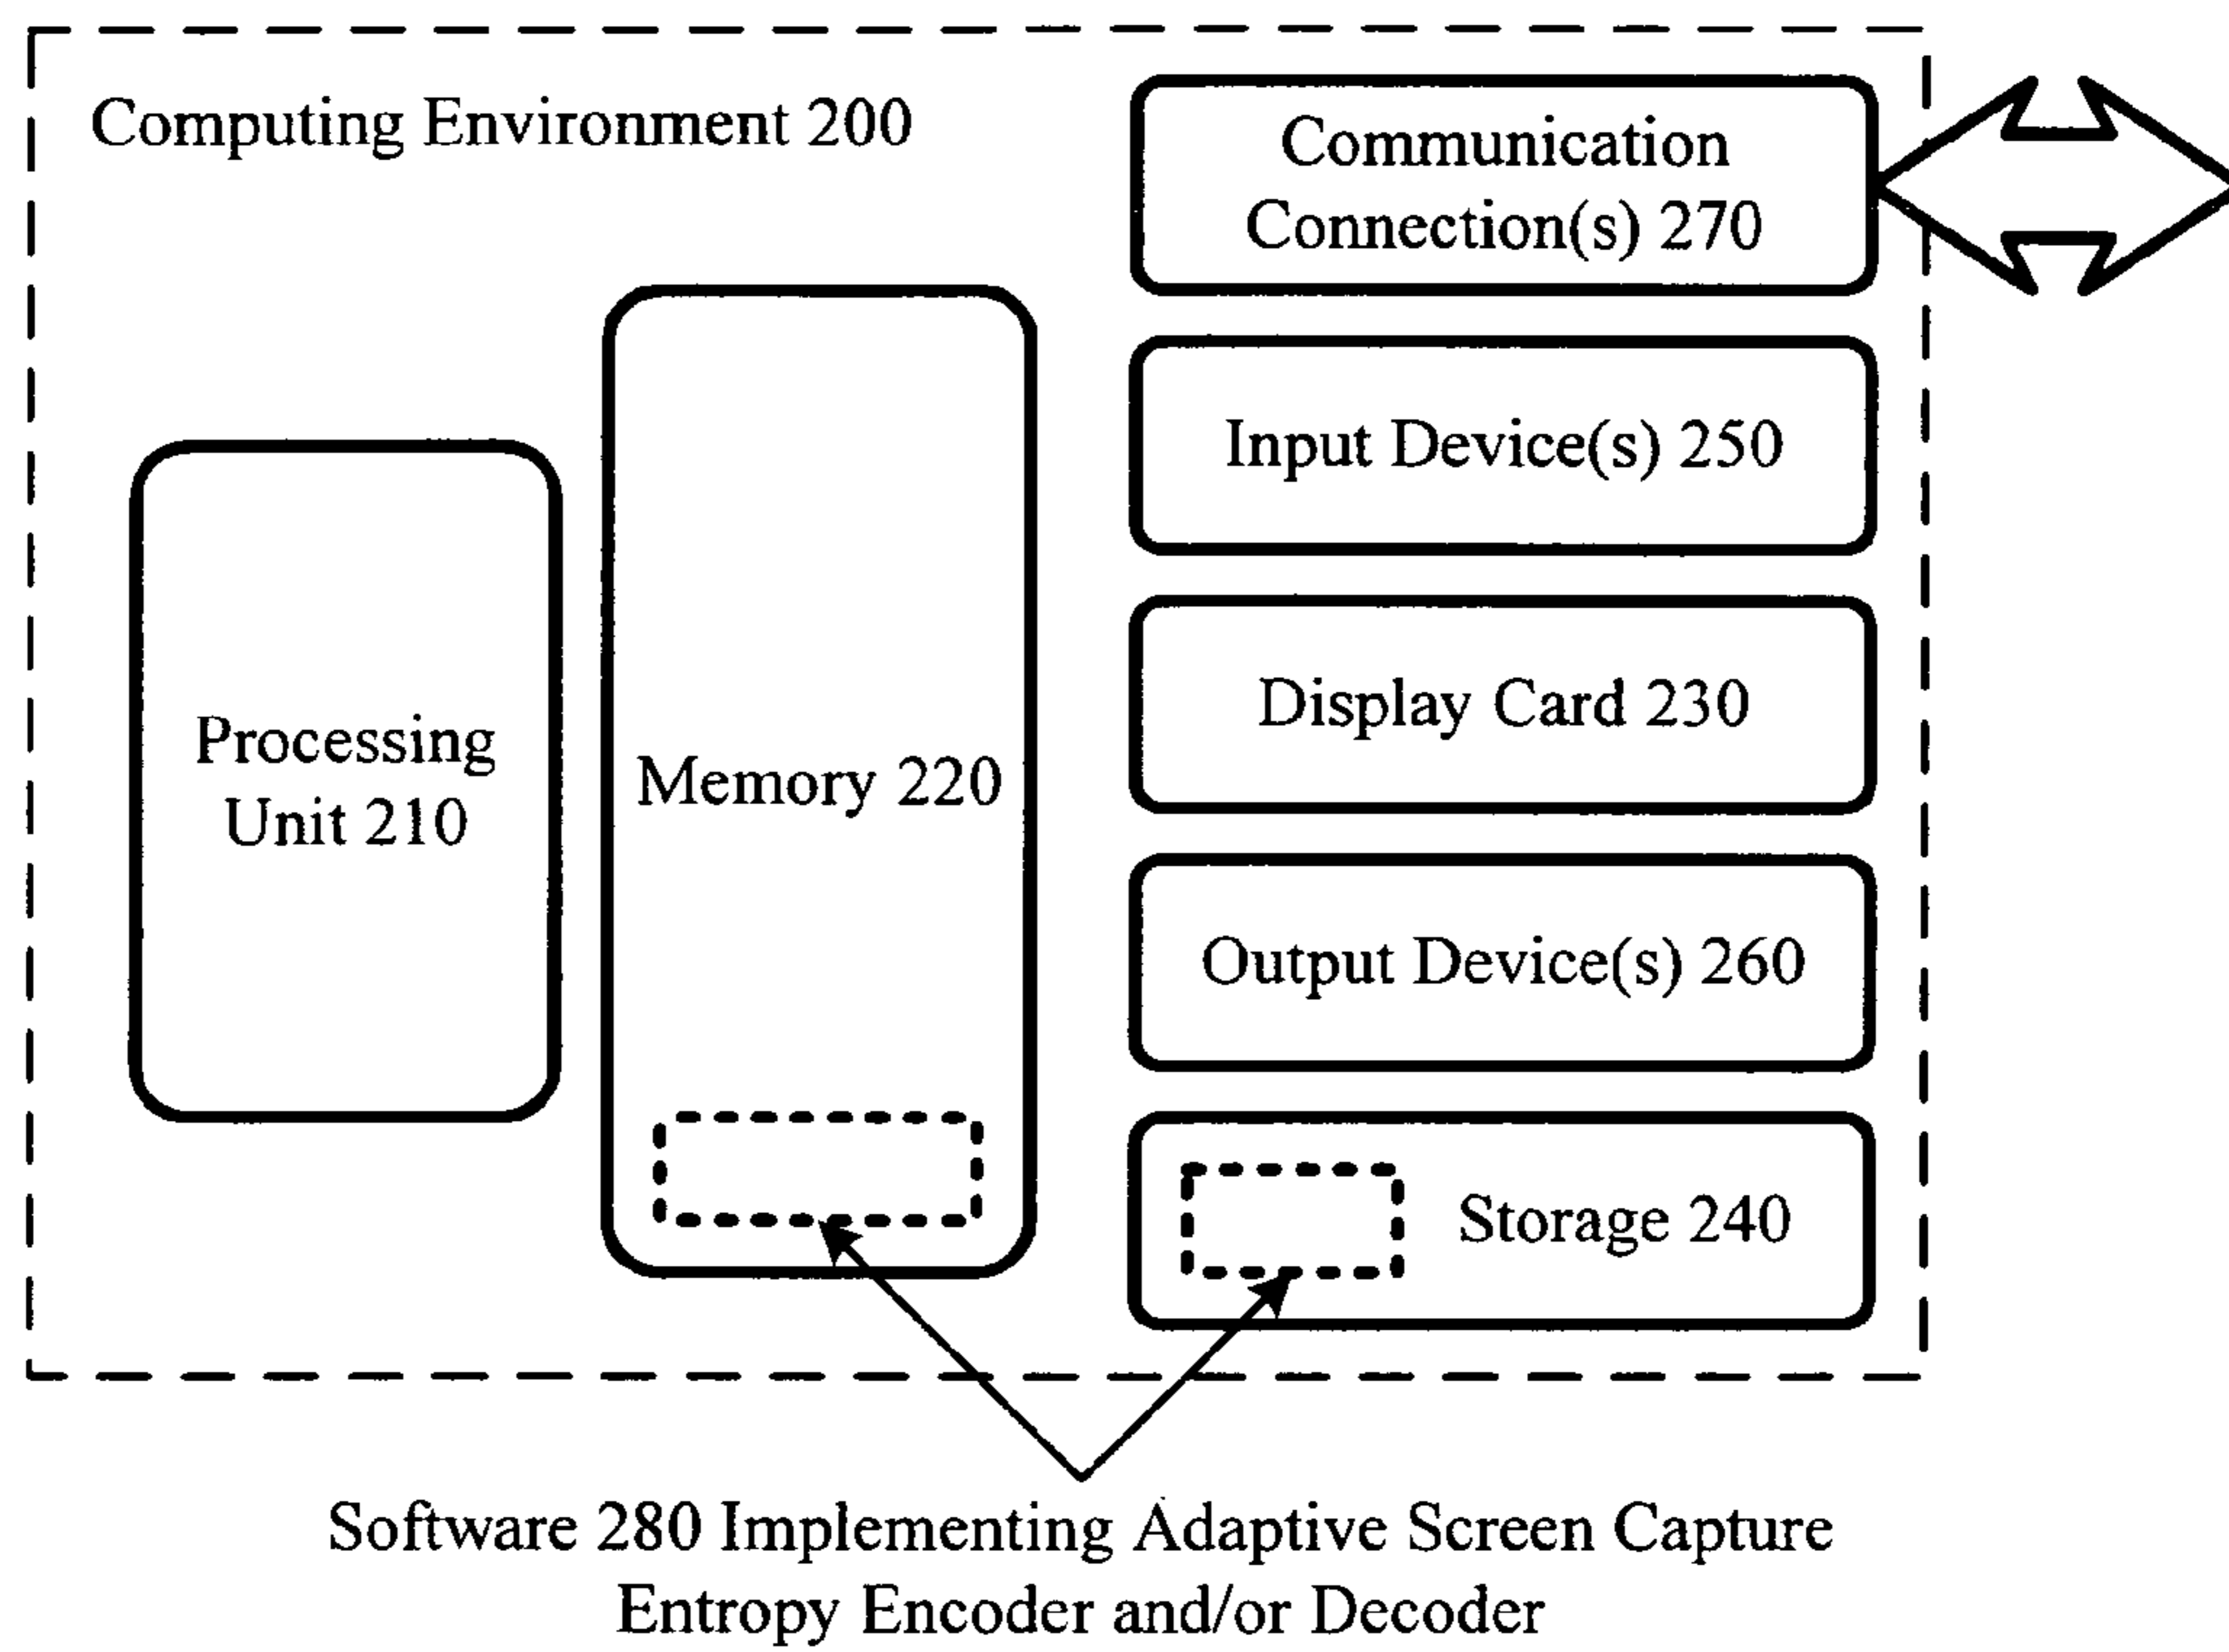 Computing Environment 200
Communication
Connection(s) 270
Input Device(s) 250
Display Card 230
Processing
Unit 210
Memory 220
Output Device(s) 260
Storage 240
Software 280 Implementing Adaptive Screen Capture
Entropy Encoder and/or Decoder